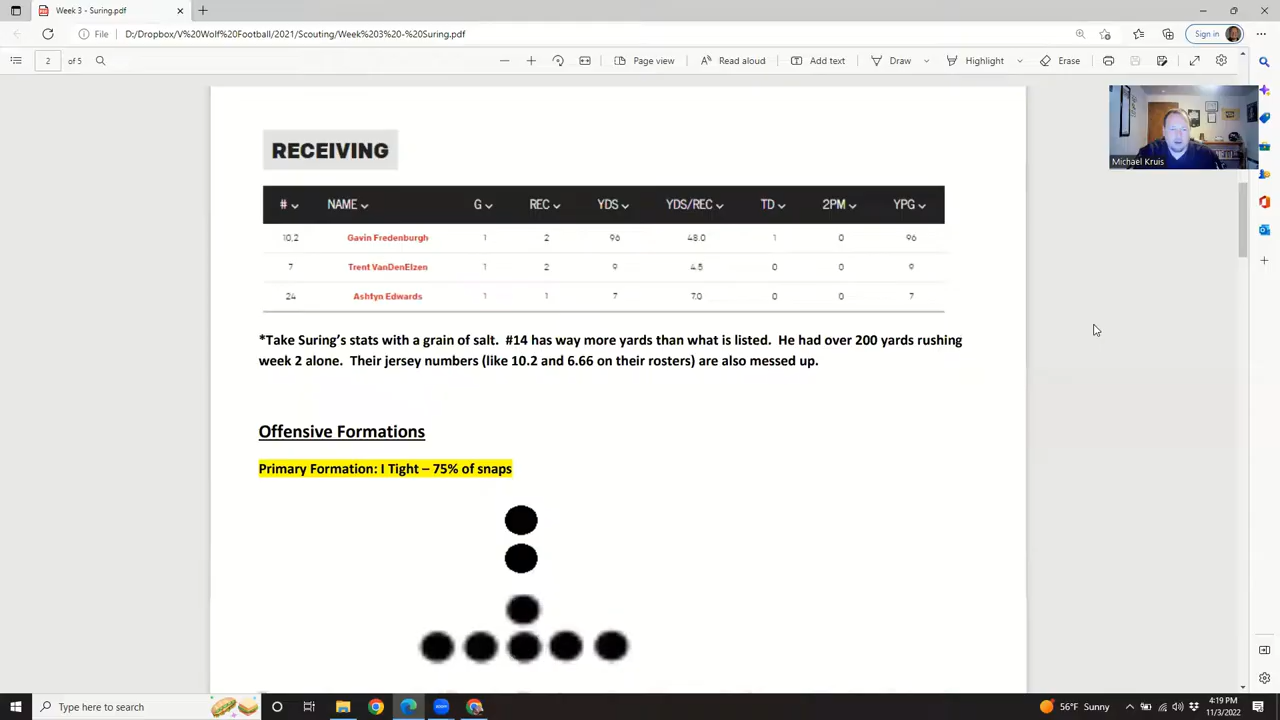 Week 3 - Suring.pdf
File
D:/Dropbox/V%20Wolf%20Football/2021/Scouting/Week%203%20-%20Suring.pdf
Sign in
2 of 5
Page view
Read aloud
Add text
Draw
Highlight
Erase
RECEIVING
# NAME G REC YDS YDS/REC TD 2PM YPG
10,2 Gavin Fredenburgh 1 2 96 48.0 1 0 96
7 Trent VanDenElzen 1 2 9 4.5 0 0 9
24 Ashtyn Edwards 1 1 7 7.0 0 0 7
*Take Suring's stats with a grain of salt. #14 has way more yards than what is listed. He had over 200 yards rushing
week 2 alone. Their jersey numbers (like 10.2 and 6.66 on their rosters) are also messed up.
Offensive Formations
Primary Formation: I Tight – 75% of snaps
Michael Kruis
Type here to search
zoom
56°F Sunny
4:19 PM
11/3/2022